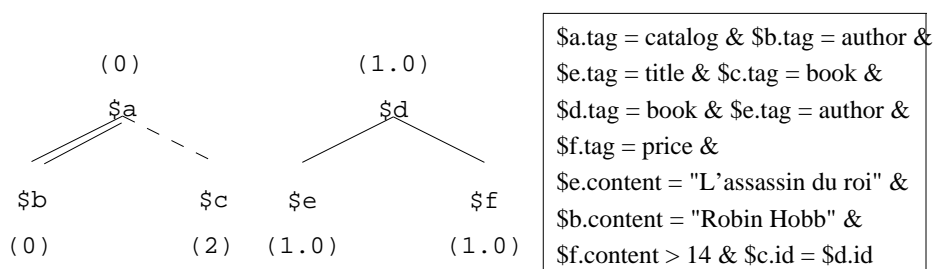 (0) (1.0)
$a $d
$b $c $e $f
(0) (2) (1.0) (1.0)
$a.tag = catalog & $b.tag = author &
$e.tag = title & $c.tag = book &
$d.tag = book & $e.tag = author &
$f.tag = price &
$e.content = "L'assassin du roi" &
$b.content = "Robin Hobb" &
$f.content > 14 & $c.id = $d.id